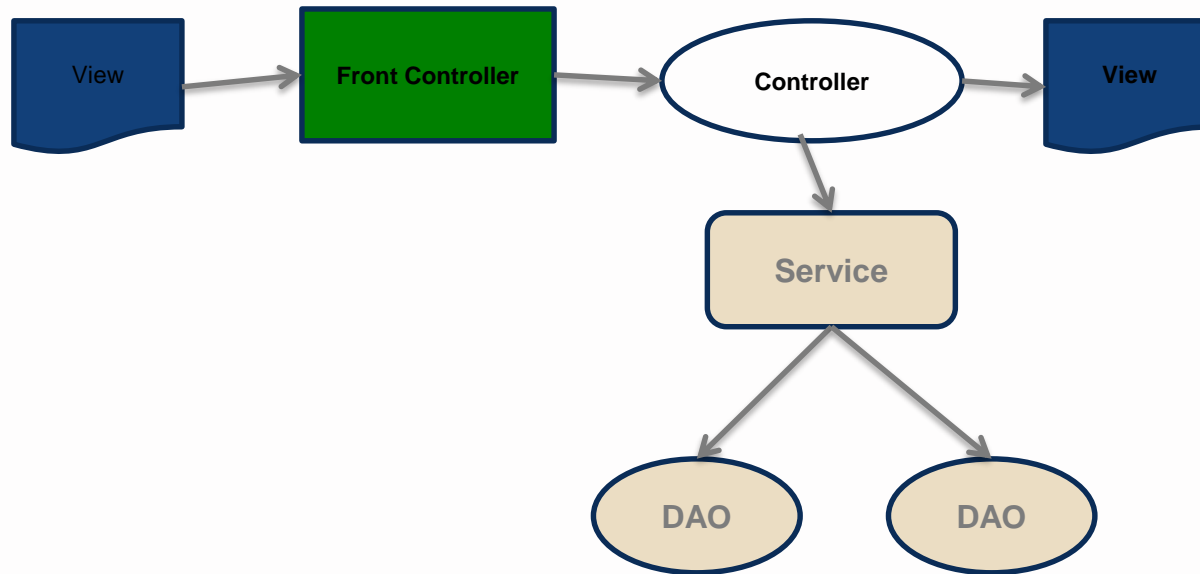 View
Front Controller
Controller
View
Service
DAO
DAO